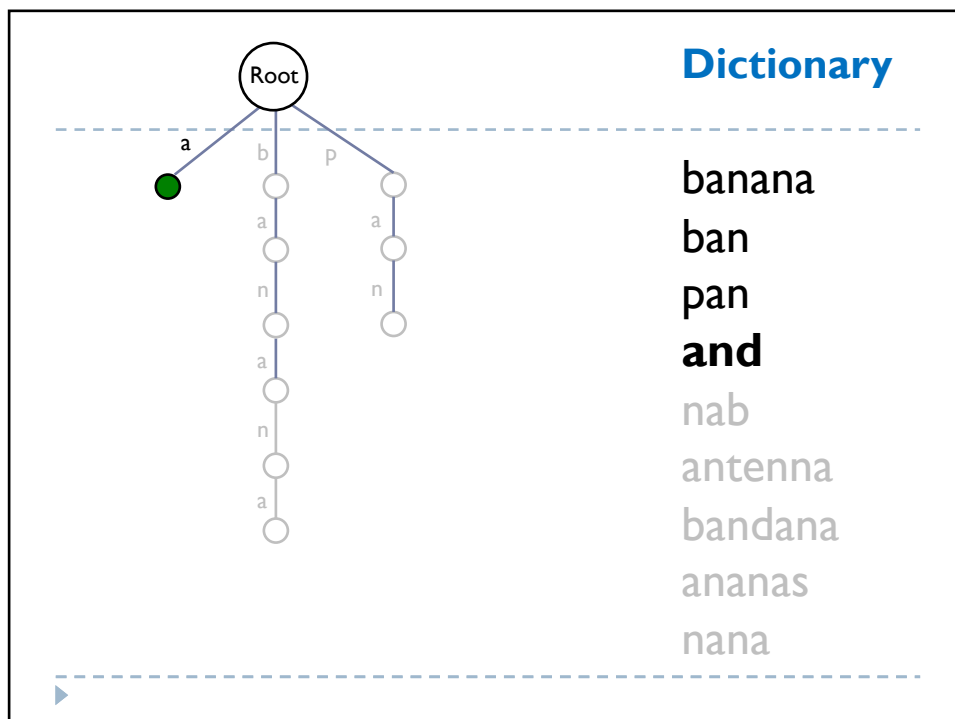 Root
Dictionary
a
b
p
banana
a
a
ban
n
n
pan
and
a
nab
n
antenna
a
bandana
ananas
nana